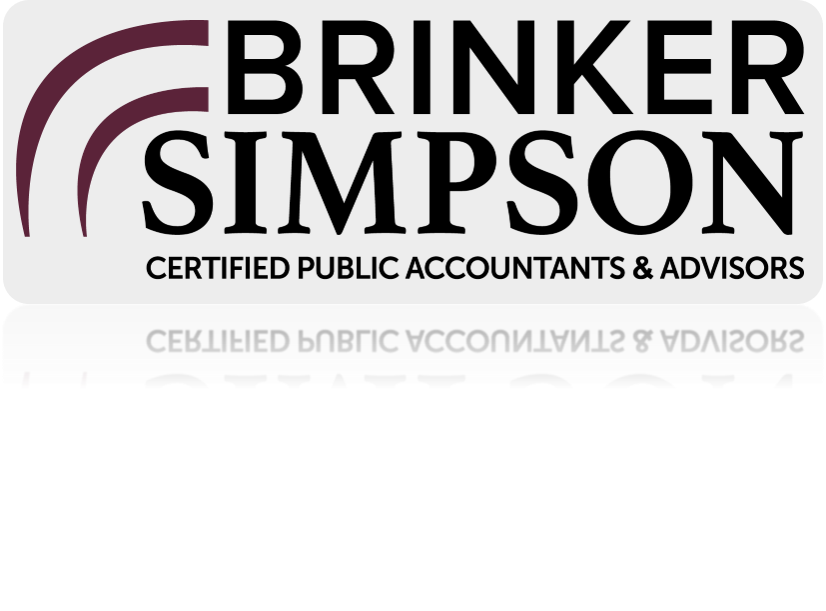 BRINKER
SIMPSON
CERTIFIED PUBLIC ACCOUNTANTS & ADVISORS